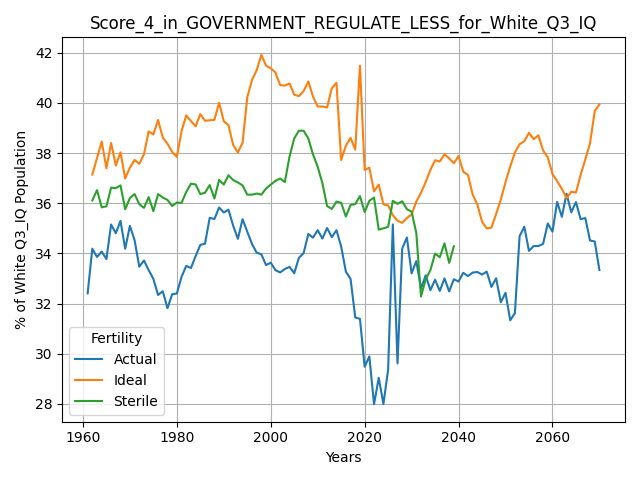 Score_4_in_GOVERNMENT_REGULATE_LESS_for_White_Q3_IQ
% of White Q3_IQ Population
42
40
38
36
34
32
30
28
Fertility
Actual
Ideal
Sterile
1960 1980 2000 2020 2040 2060
Years